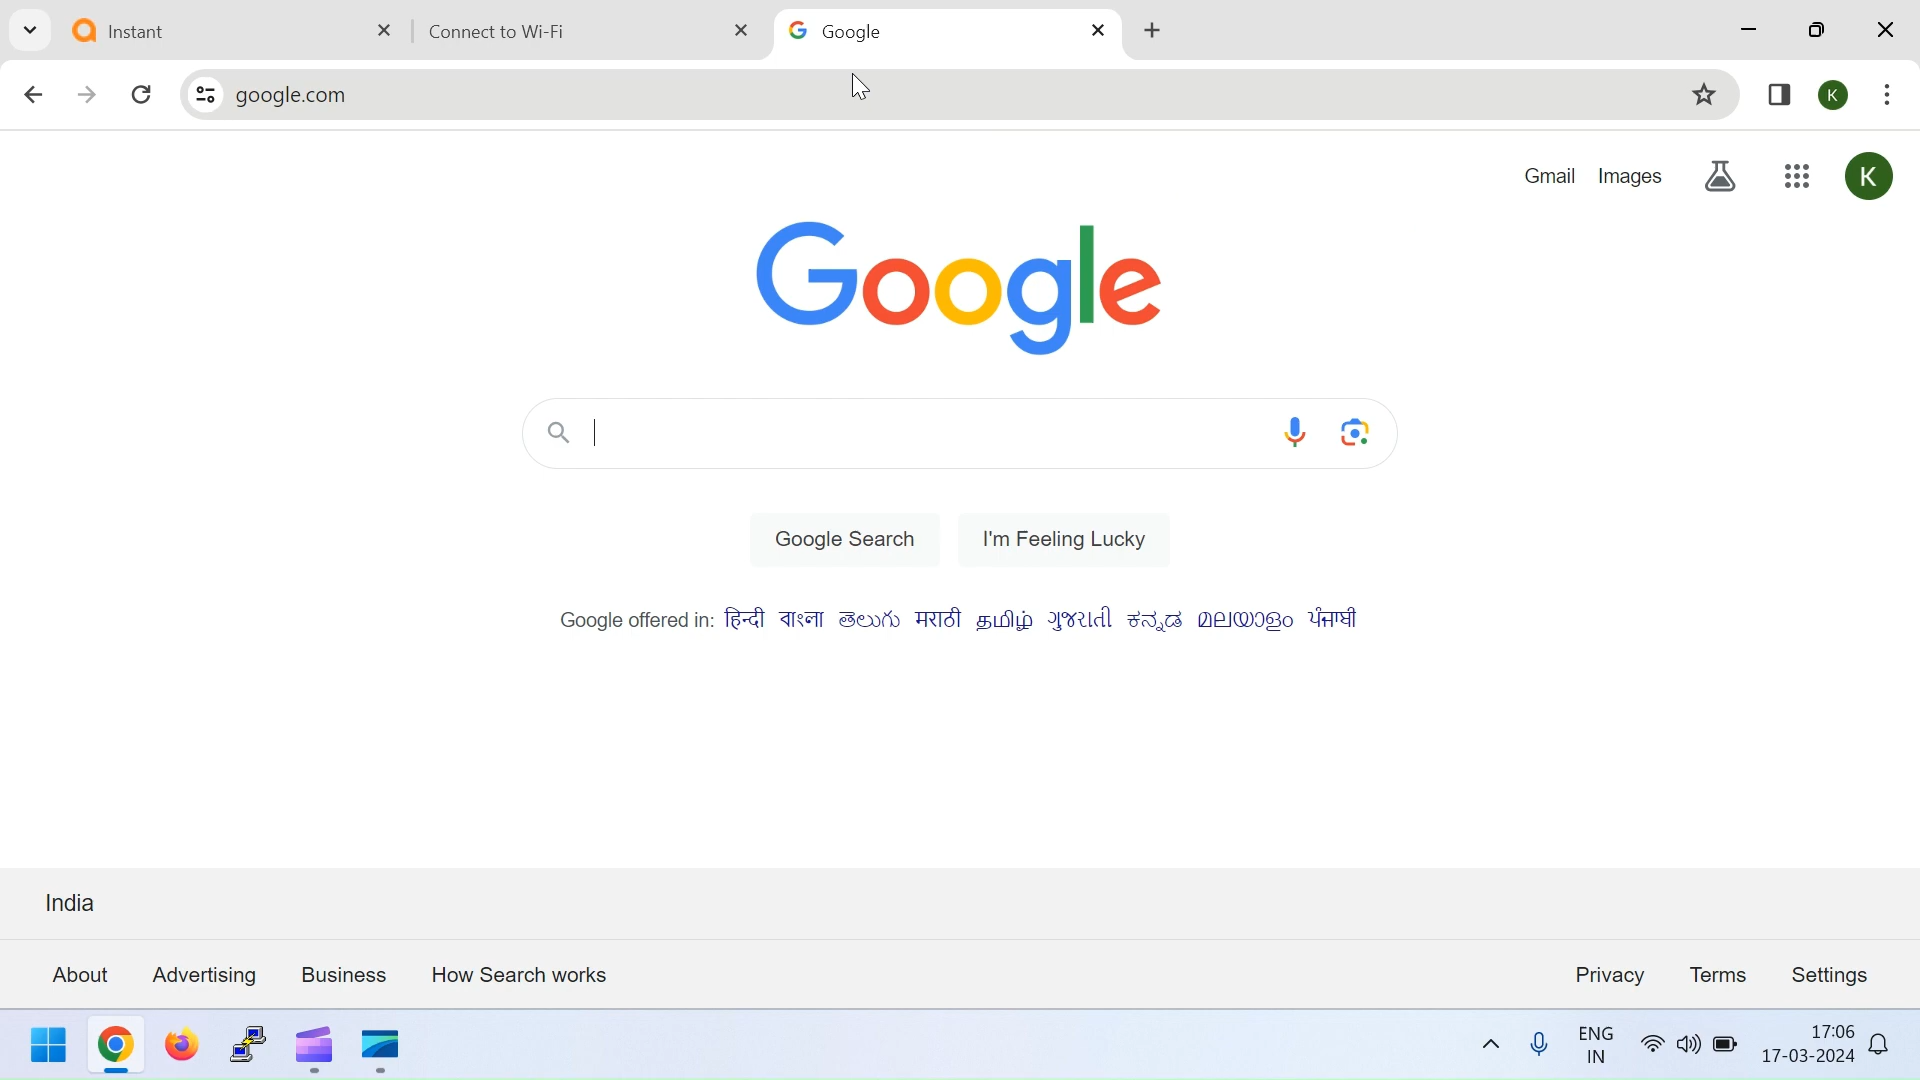 Instant
Connect to Wi-Fi
Google
google.com
K
Gmail Images
K
Google
Google Search
I'm Feeling Lucky
Google offered in: हिन्दी বাংলা తెలుగు मराठी தமிழ் ગુજરાતી ಕನ್ನಡ മലയാളം ਪੰਜਾਬੀ
India
About Advertising Business How Search works
Privacy Terms Settings
ENG
IN
17:06
17-03-2024